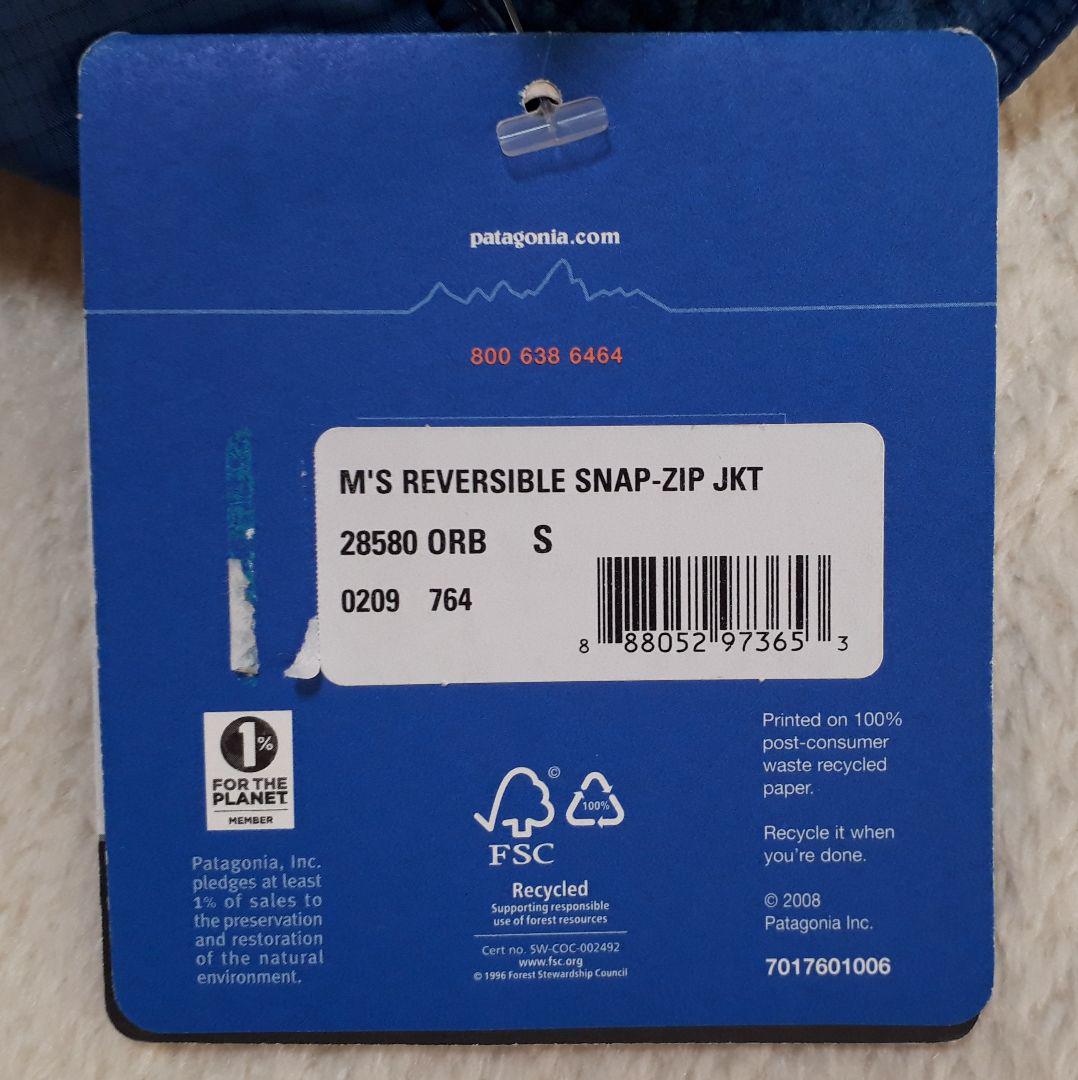 patagonia.com
800 638 6464
M'S REVERSIBLE SNAP-ZIP JKT
28580 ORB S
0209 764
8 88052 97365 3
1%
FOR THE
PLANET
MEMBER
Patagonia, Inc.
pledges at least
1% of sales to
the preservation
and restoration
of the natural
environment.
©
100%
FSC
Recycled
Supporting responsible
use of forest resources
Cert no. SW-COC-002492
www.fsc.org
© 1996 Forest Stewardship Council
Printed on 100%
post-consumer
waste recycled
paper.
Recycle it when
you're done.
© 2008
Patagonia Inc.
7017601006